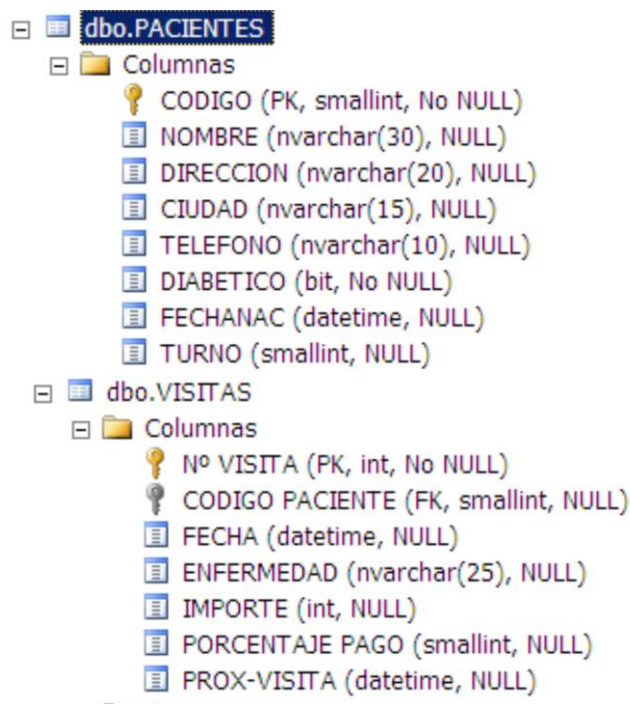 dbo.PACIENTES
Columnas
CODIGO (PK, smallint, No NULL)
NOMBRE (nvarchar(30), NULL)
DIRECCION (nvarchar(20), NULL)
CIUDAD (nvarchar(15), NULL)
TELEFONO (nvarchar(10), NULL)
DIABETICO (bit, No NULL)
FECHANAC (datetime, NULL)
TURNO (smallint, NULL)
dbo.VISITAS
Columnas
Nº VISITA (PK, int, No NULL)
CODIGO PACIENTE (FK, smallint, NULL)
FECHA (datetime, NULL)
ENFERMEDAD (nvarchar(25), NULL)
IMPORTE (int, NULL)
PORCENTAJE PAGO (smallint, NULL)
PROX-VISITA (datetime, NULL)